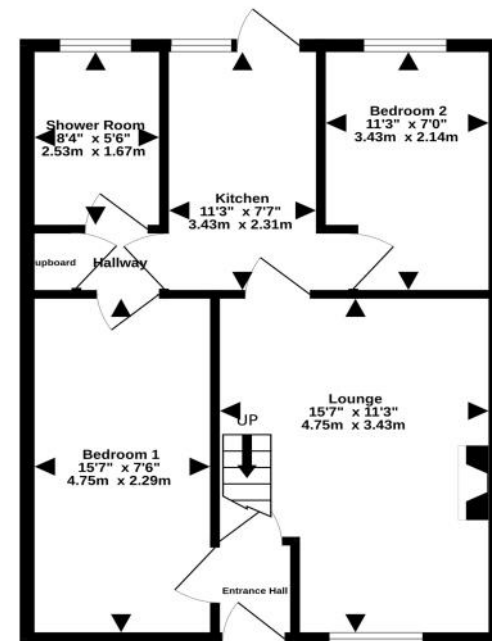 Shower Room
8'4" x 5'6"
2.53m x 1.67m
Bedroom 2
11'3" x 7'0"
3.43m x 2.14m
Kitchen
11'3" x 7'7"
3.43m x 2.31m
upboard
Hallway
Lounge
15'7" x 11'3"
4.75m x 3.43m
UP
Bedroom 1
15'7" x 7'6"
4.75m x 2.29m
Entrance Hall